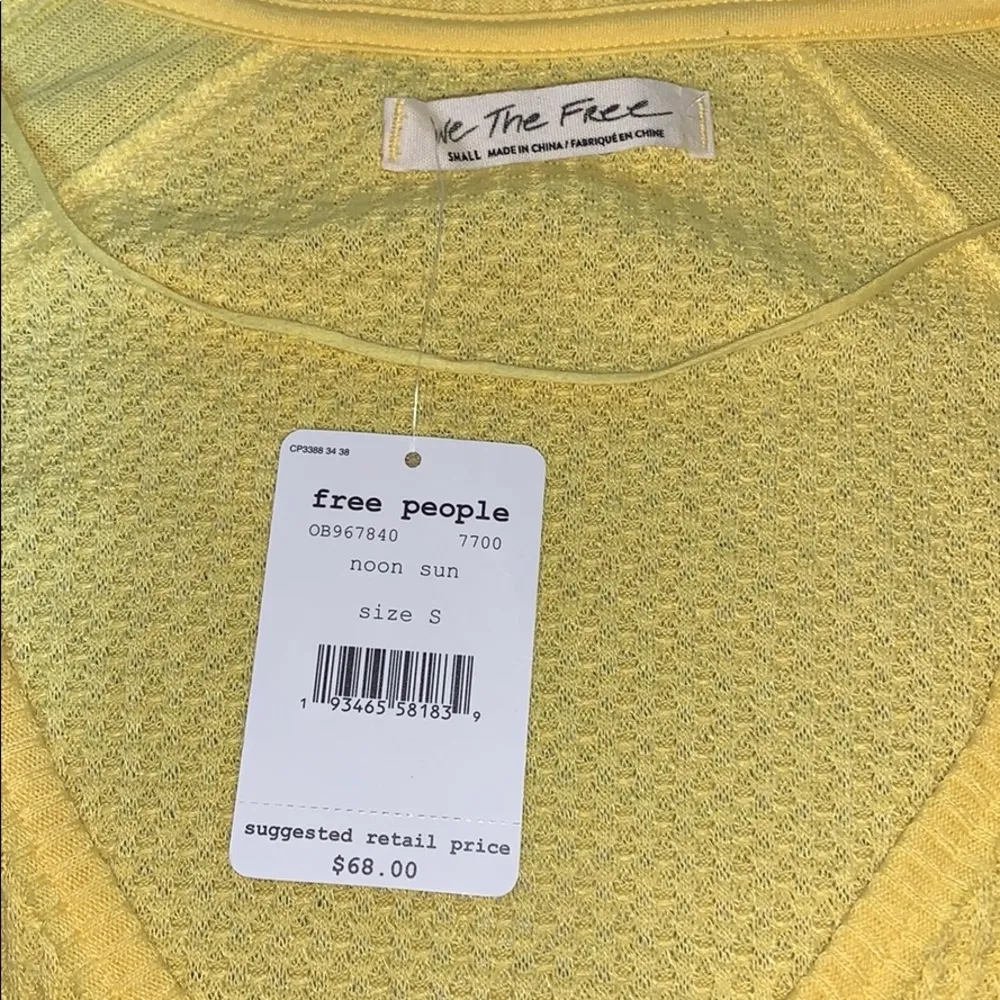 We The Free
SMALL MADE IN CHINA / FABRIQUÉ EN CHINE
CP3388 34 38
free people
OB967840 7700
noon sun
size S
1 93465 58183 9
suggested retail price
$68.00